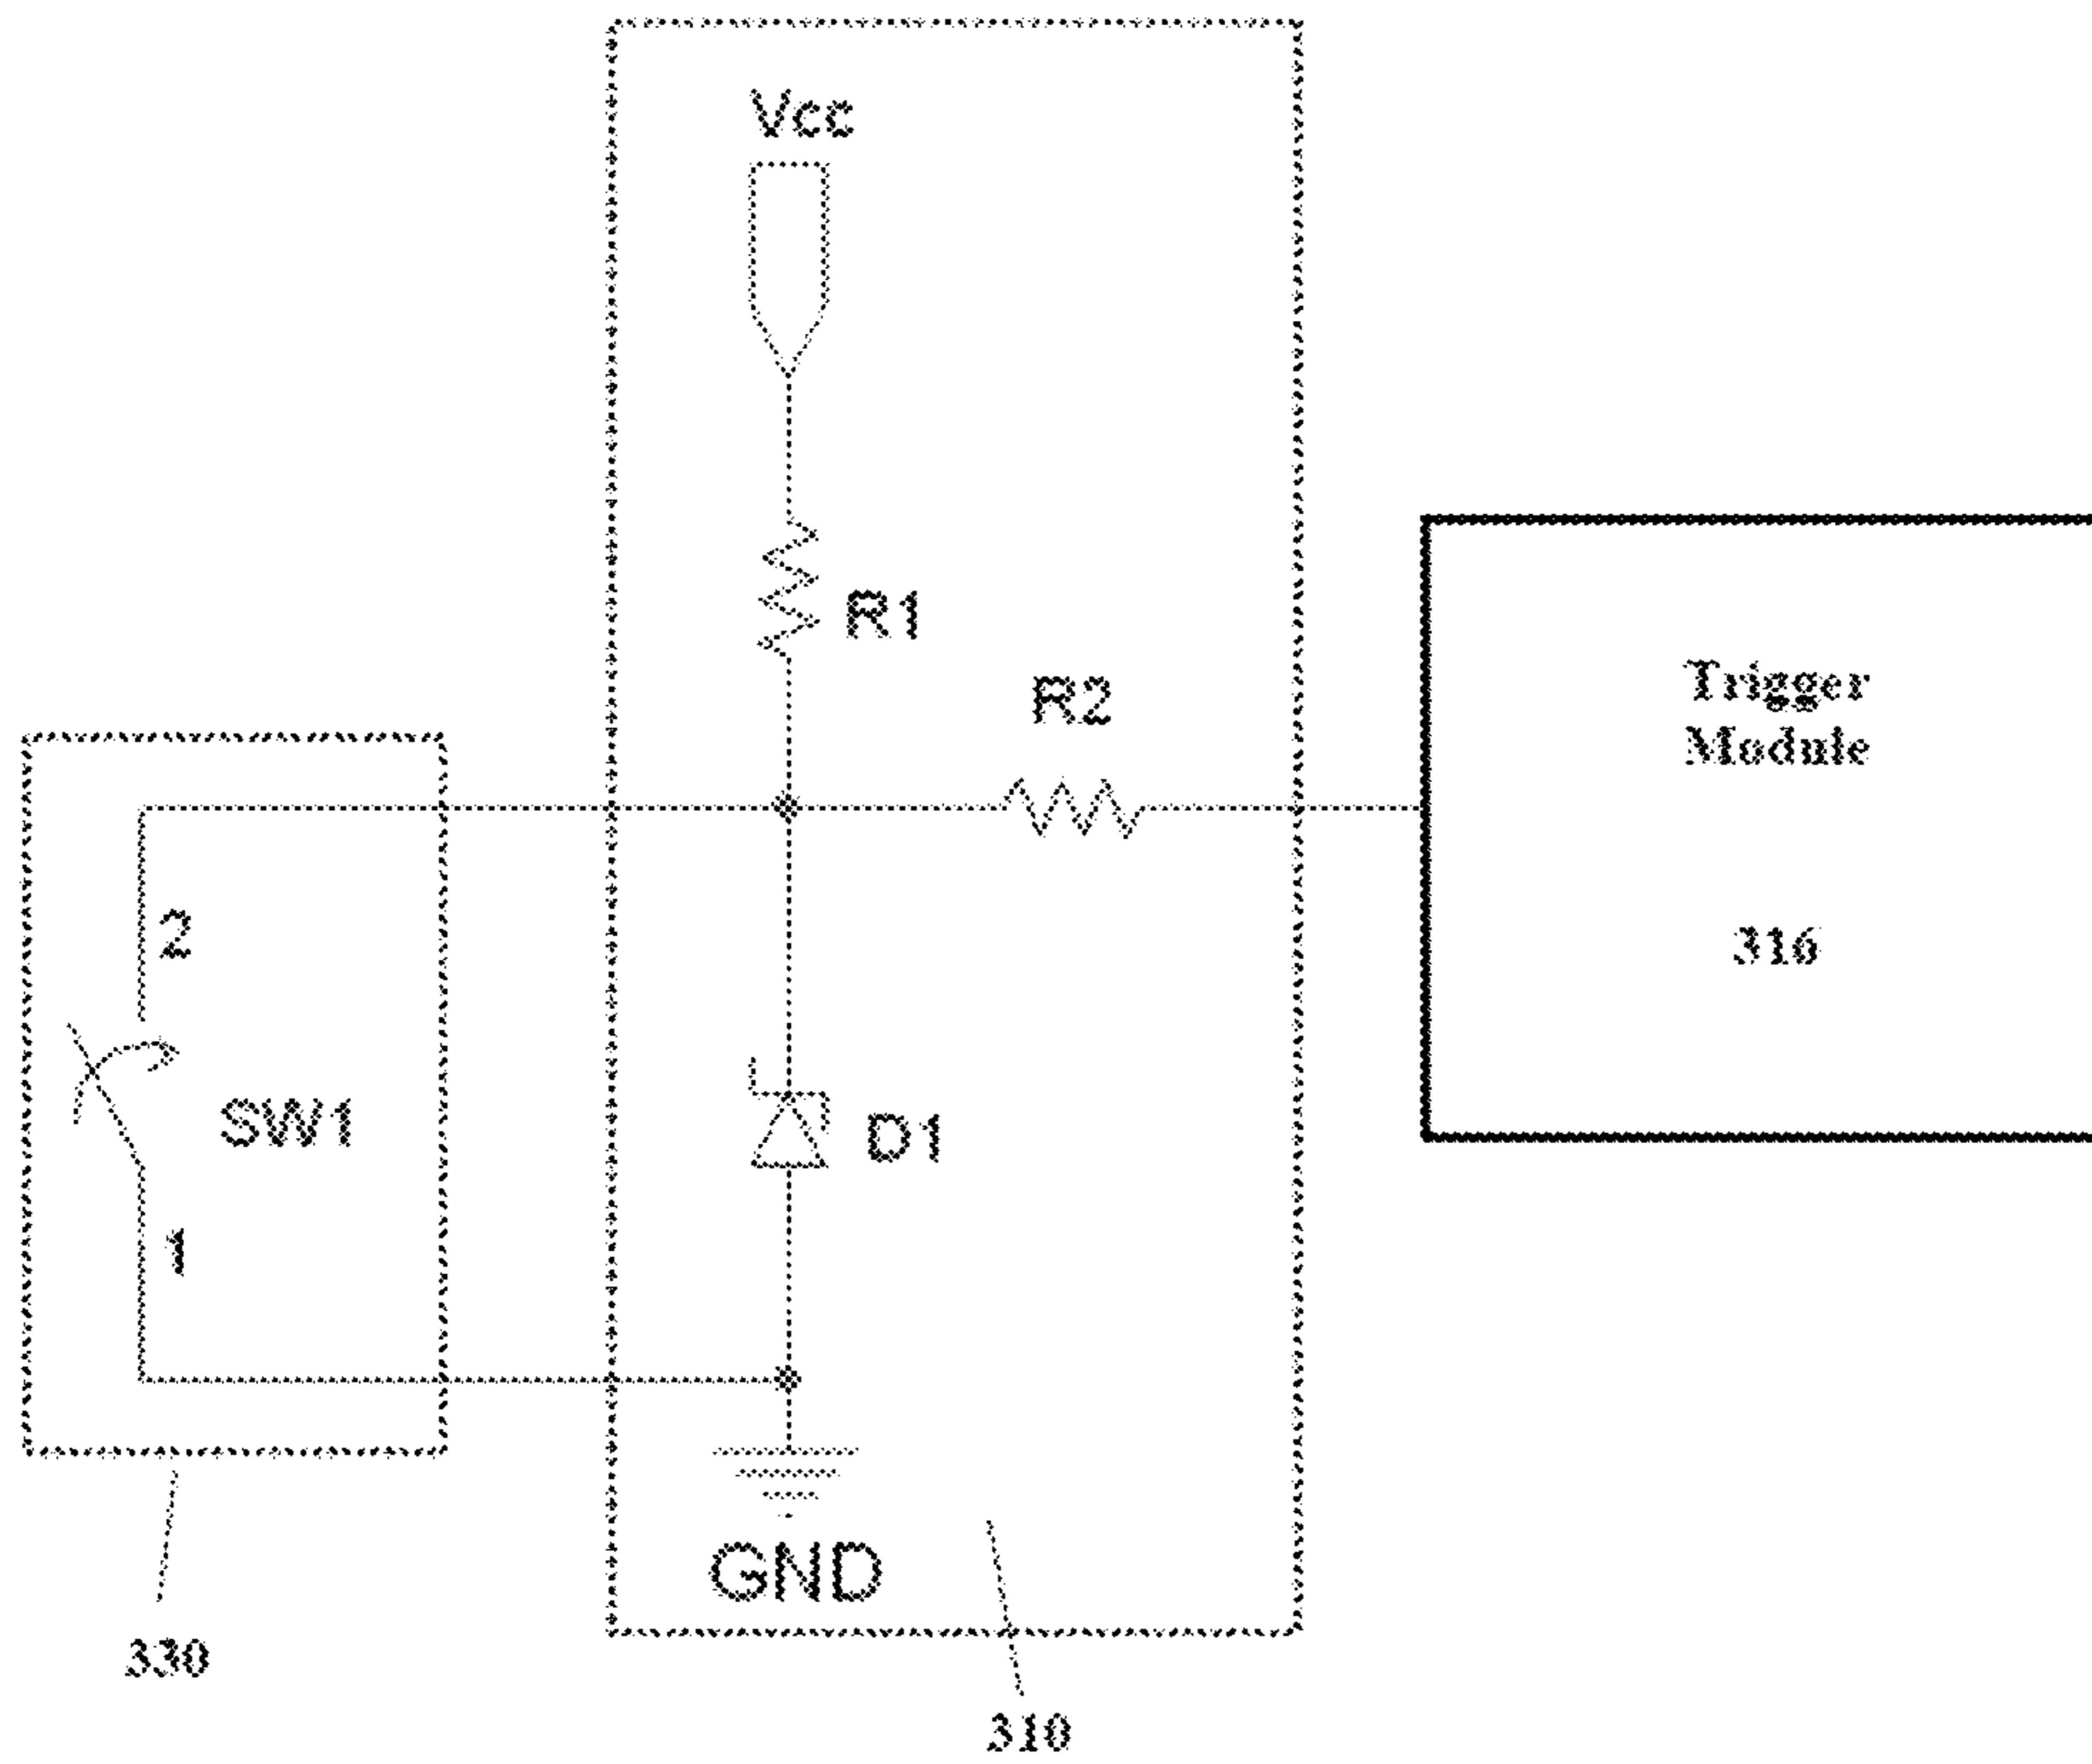 Vcc
R1
R2
Trigger
Module
316
2
SW1
D1
1
GND
330
310